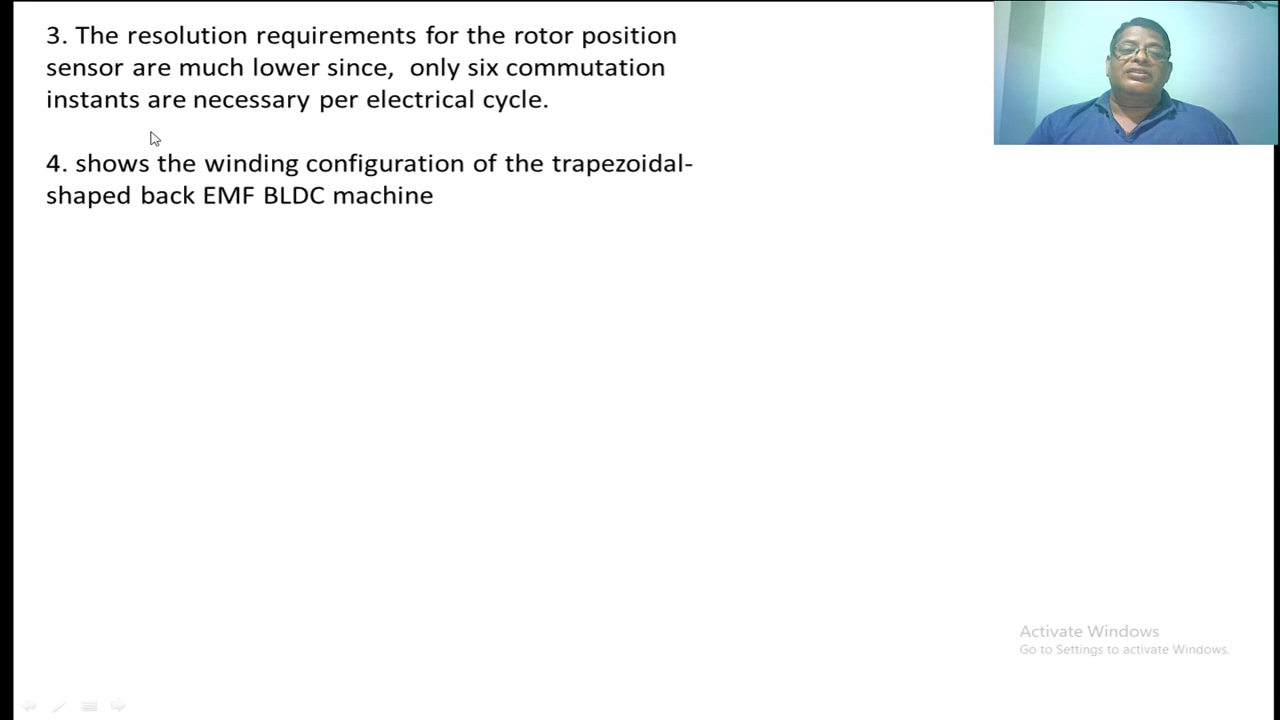 3. The resolution requirements for the rotor position
sensor are much lower since, only six commutation
instants are necessary per electrical cycle.
4. shows the winding configuration of the trapezoidal-
shaped back EMF BLDC machine
Activate Windows
Go to Settings to activate Windows.